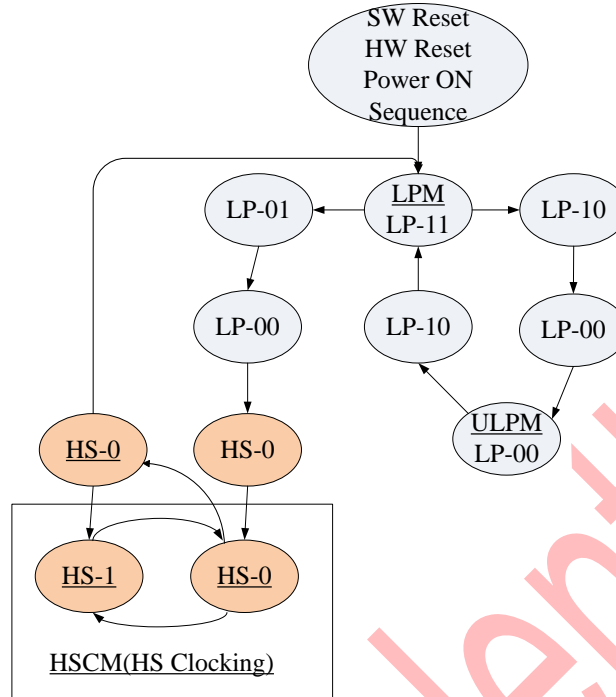 SW Reset
HW Reset
Power ON
Sequence
LP-01
LPM
LP-11
LP-10
LP-00
LP-10
LP-00
ULPM
LP-00
HS-0
HS-0
HS-1
HS-0
HSCM(HS Clocking)